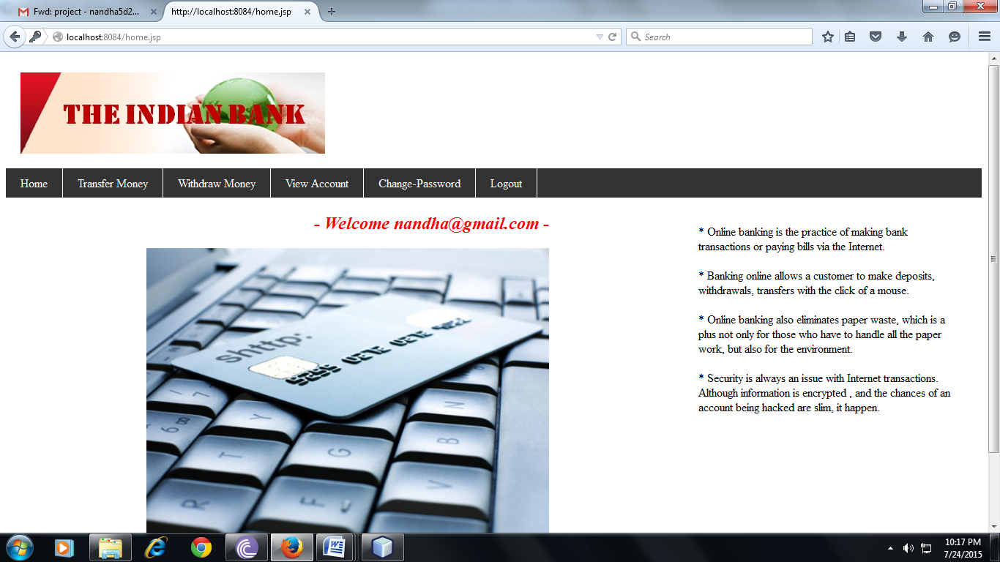 Fwd: project - nandha5d2...
http://localhost:8084/home.jsp
localhost:8084/home.jsp
Search
THE INDIAN BANK
Home
Transfer Money
Withdraw Money
View Account
Change-Password
Logout
- Welcome nandha@gmail.com -
* Online banking is the practice of making bank
transactions or paying bills via the Internet.
* Banking online allows a customer to make deposits,
withdrawals, transfers with the click of a mouse.
* Online banking also eliminates paper waste, which is a
plus not only for those who have to handle all the paper
work, but also for the environment.
* Security is always an issue with Internet transactions.
Although information is encrypted , and the chances of an
account being hacked are slim, it happen.
shttp:
7
6
Y
N
T
G
B
R
F
V
10:17 PM
7/24/2015